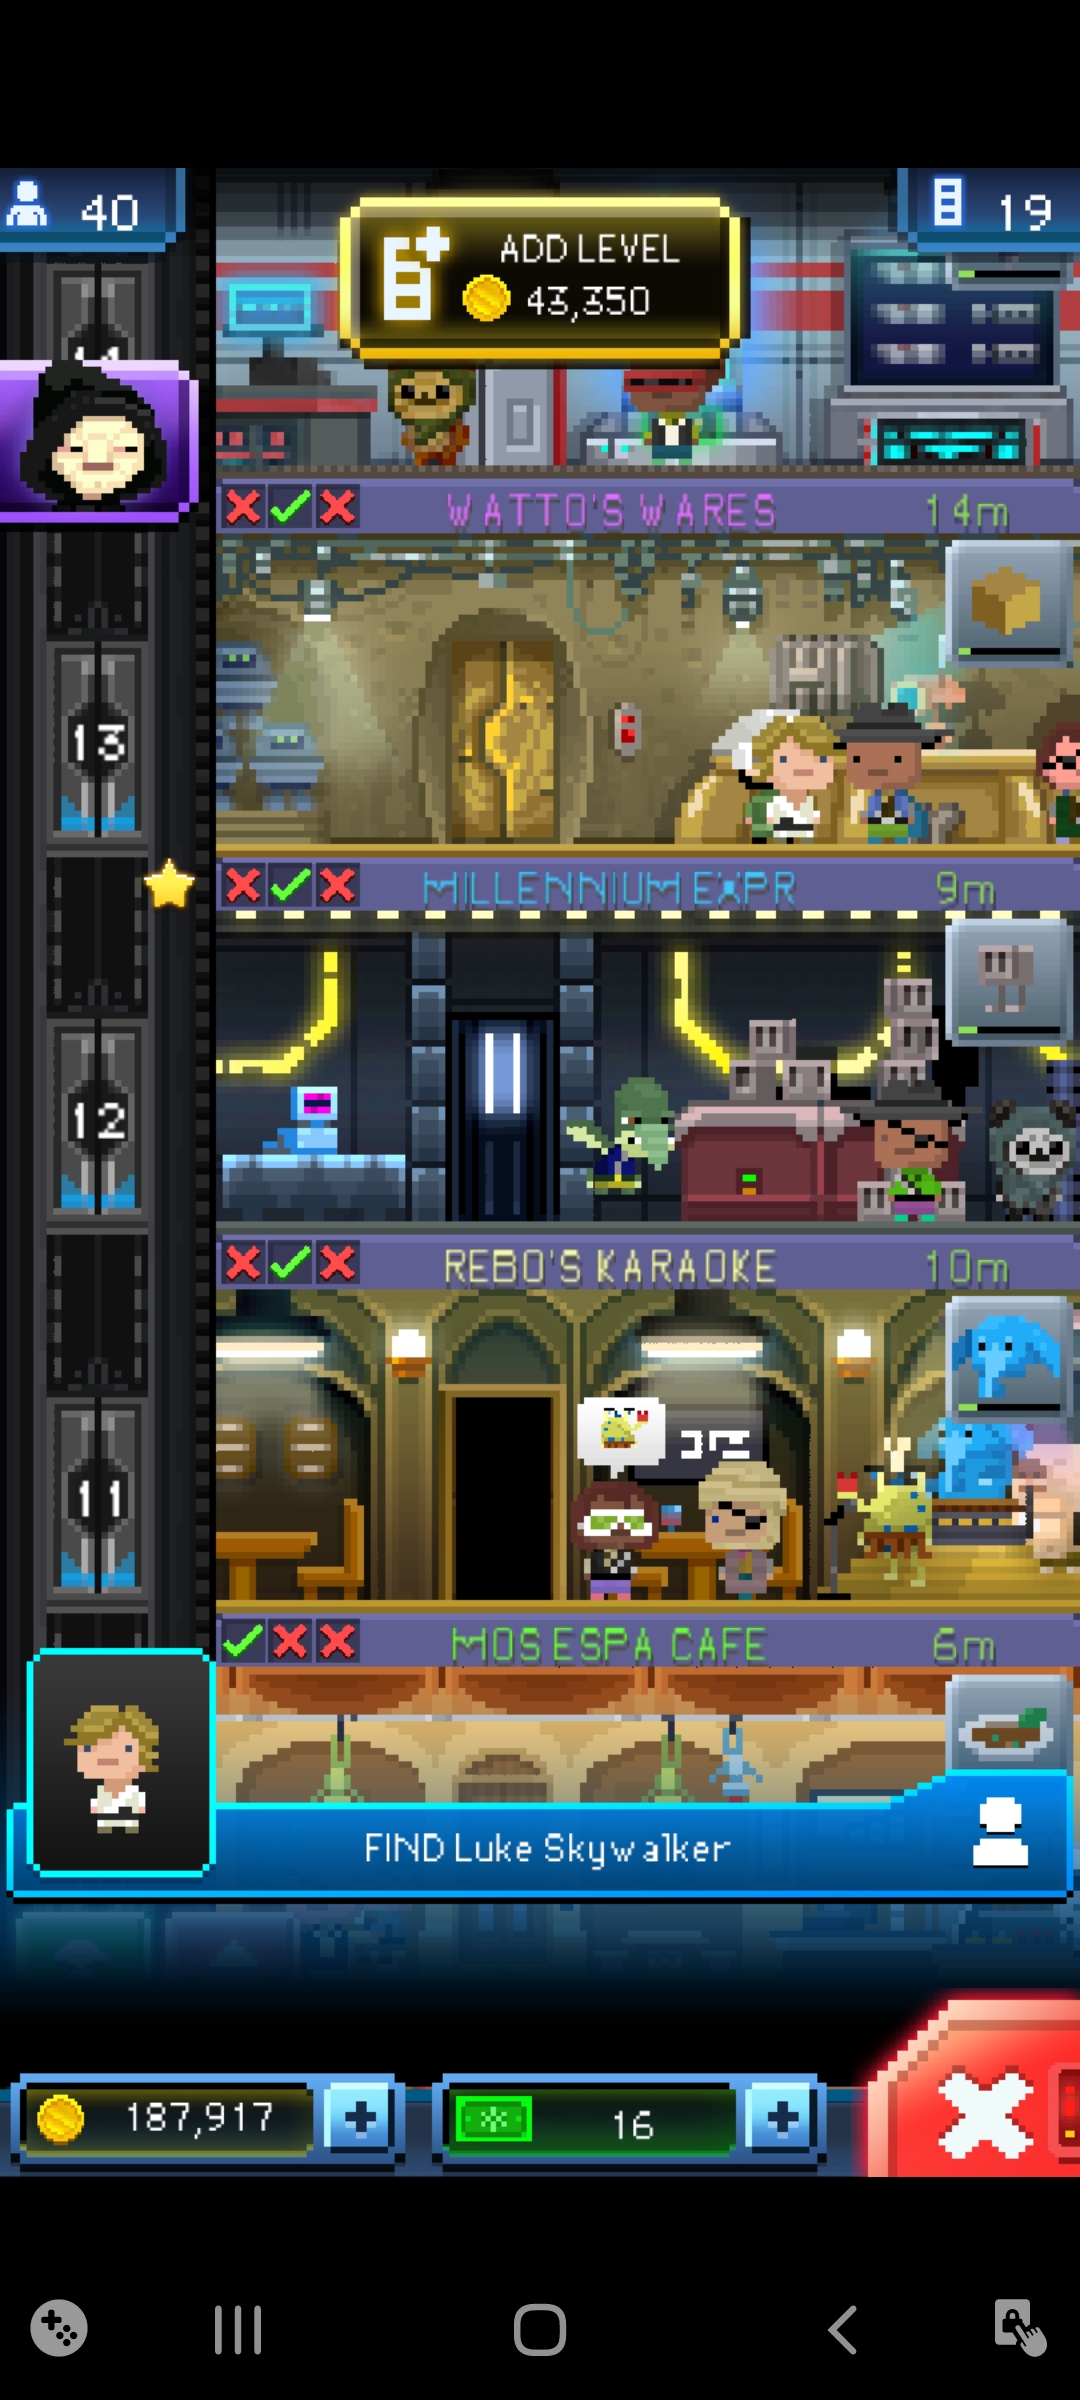 40
ADD LEVEL
43,350
19
WATTO'S WARES
14m
13
MILLENNIUM EXPR
9m
12
REBO'S KARAOKE
10m
11
MOS ESPA CAFE
6m
FIND Luke Skywalker
187,917
16